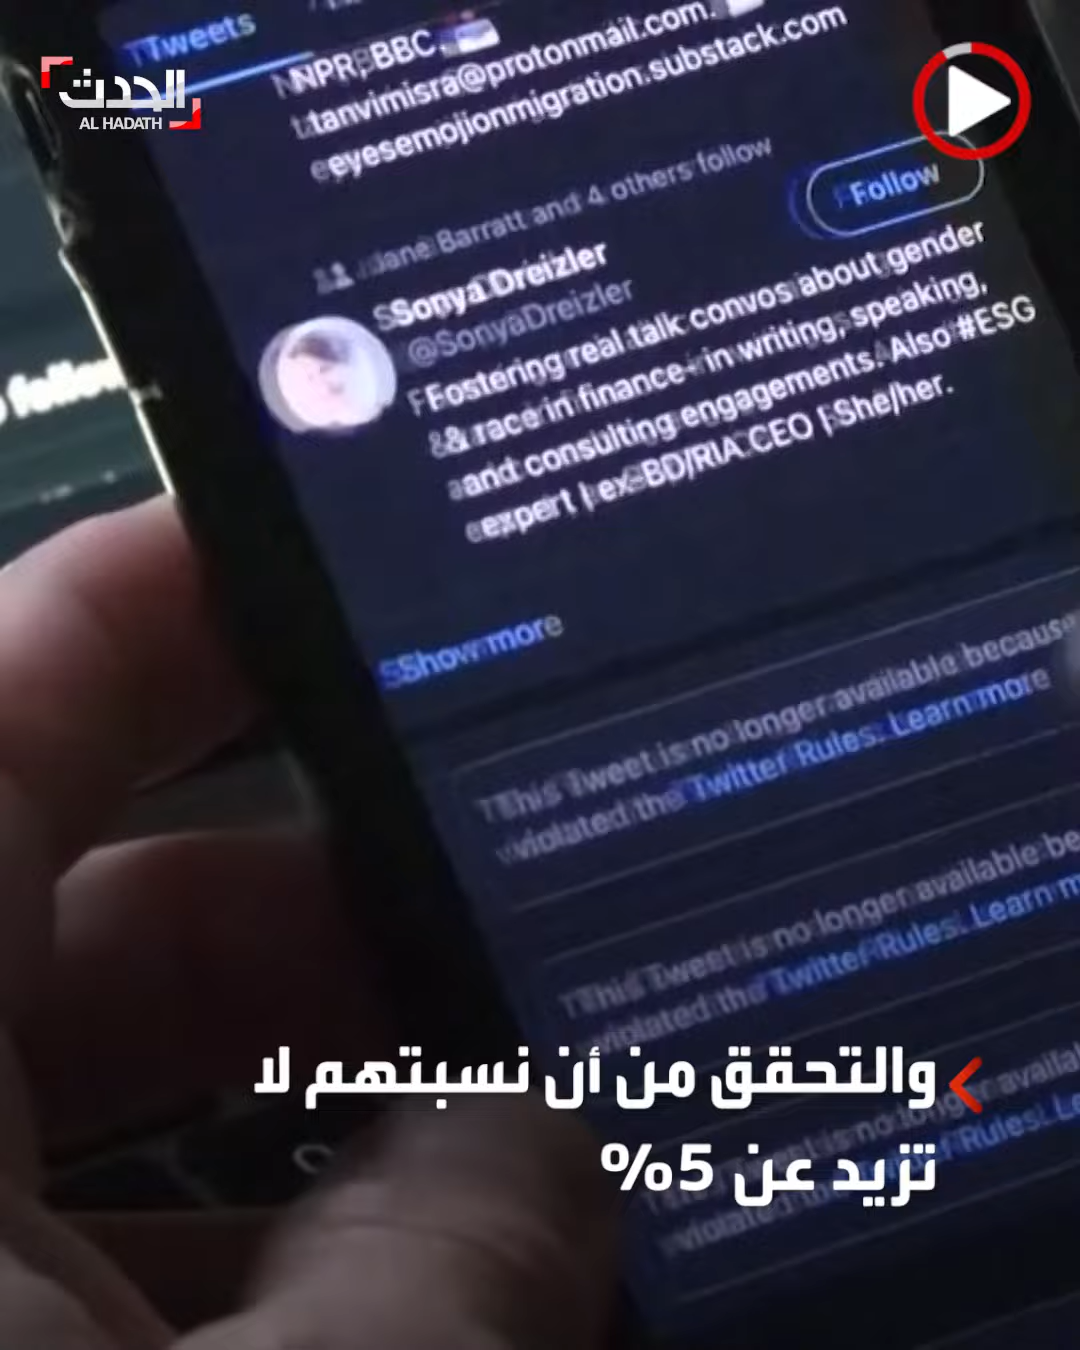 Tweets
الحدث
AL HADATH
NPR, BBC.
tanvimisra@protonmail.com.
eyesemojionmigration.substack.com
Jane Barratt and 4 others follow
Follow
Sonya Dreizler
@SonyaDreizler
Fostering real talk convos about gender
& race in finance - in writing, speaking,
and consulting engagements. Also #ESG
expert | ex-BD/RIA CEO | She/her.
Show more
This Tweet is no longer available because
violated the Twitter Rules. Learn more
This Tweet is no longer available be
violated the Twitter Rules. Learn m
والتحقق من أن نسبتهم لا
تزيد عن 5%